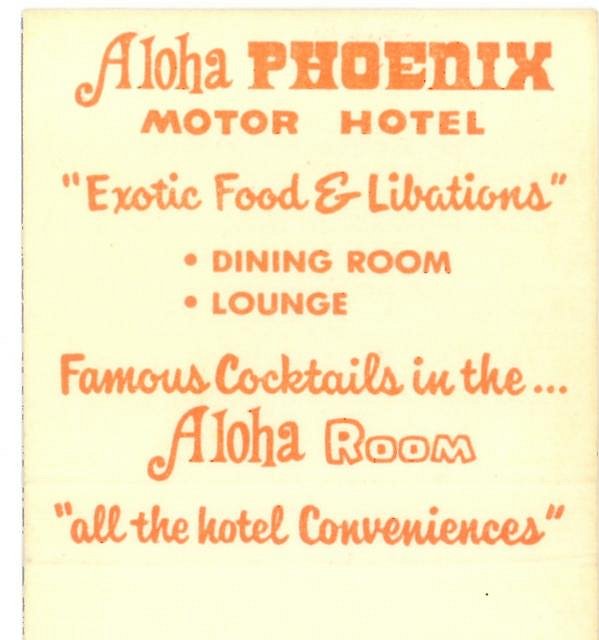 Aloha PHOENIX
MOTOR HOTEL
"Exotic Food & Libations"
• DINING ROOM
• LOUNGE
Famous Cocktails in the...
Aloha ROOM
"all the hotel Conveniences"